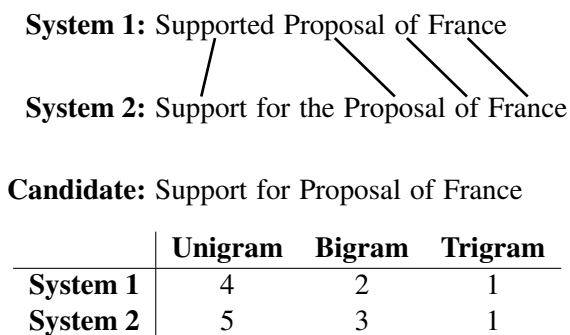 System 1: Supported Proposal of France
System 2: Support for the Proposal of France
Candidate: Support for Proposal of France
Unigram Bigram Trigram
System 1 4 2 1
System 2 5 3 1